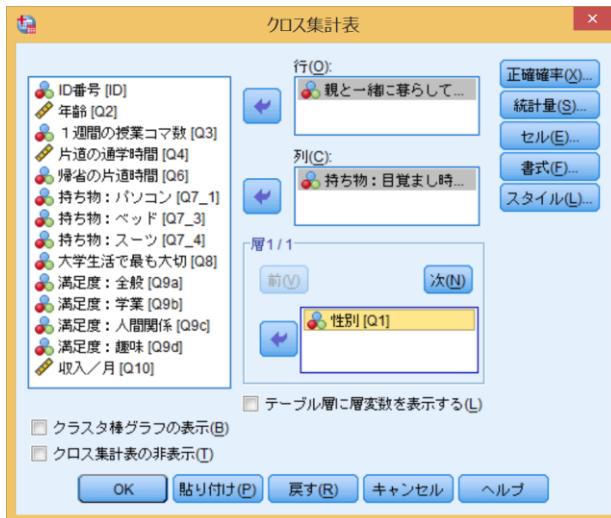 クロス集計表
ID番号 [ID]
年齢 [Q2]
１週間の授業コマ数 [Q3]
片道の通学時間 [Q4]
帰省の片道時間 [Q6]
持ち物：パソコン [Q7_1]
持ち物：ベッド [Q7_3]
持ち物：スーツ [Q7_4]
大学生活で最も大切 [Q8]
満足度：全般 [Q9a]
満足度：学業 [Q9b]
満足度：人間関係 [Q9c]
満足度：趣味 [Q9d]
収入／月 [Q10]
行(O):
親と一緒に暮らして...
列(C):
持ち物：目覚まし時...
層1 / 1
前(V)
次(N)
性別 [Q1]
テーブル層に層変数を表示する(L)
正確確率(X)...
統計量(S)...
セル(E)...
書式(F)...
スタイル(L)...
クラスタ棒グラフの表示(B)
クロス集計表の非表示(T)
OK
貼り付け(P)
戻す(R)
キャンセル
ヘルプ